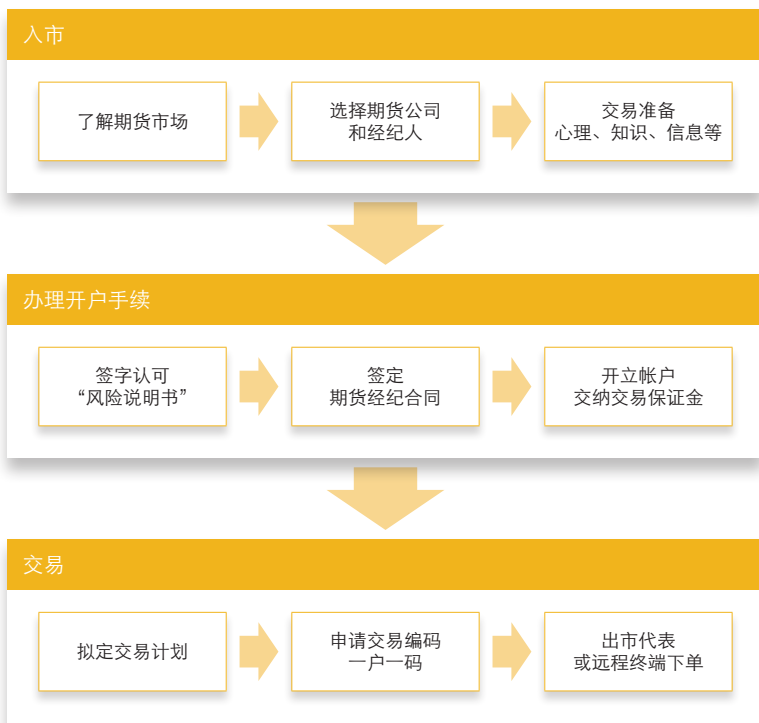 入市
了解期货市场
选择期货公司
和经纪人
交易准备
心理、知识、信息等
办理开户手续
签字认可
“风险说明书”
签定
期货经纪合同
开立帐户
交纳交易保证金
交易
拟定交易计划
申请交易编码
一户一码
出市代表
或远程终端下单